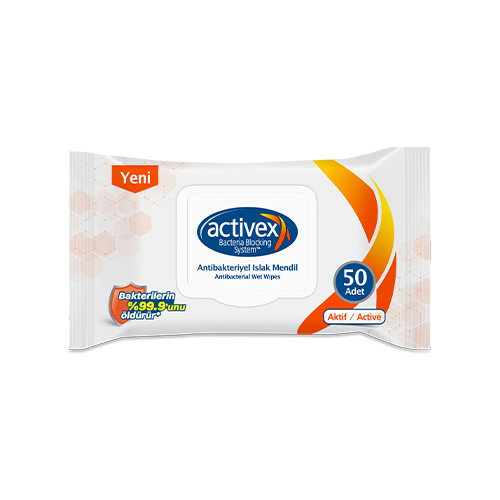 Yeni
activex
Bacteria Blocking
System™
Antibakteriyel Islak Mendil
Antibacterial Wet Wipes
Bakterilerin
%99.9'unu
öldürür*
50
Adet
Aktif / Active